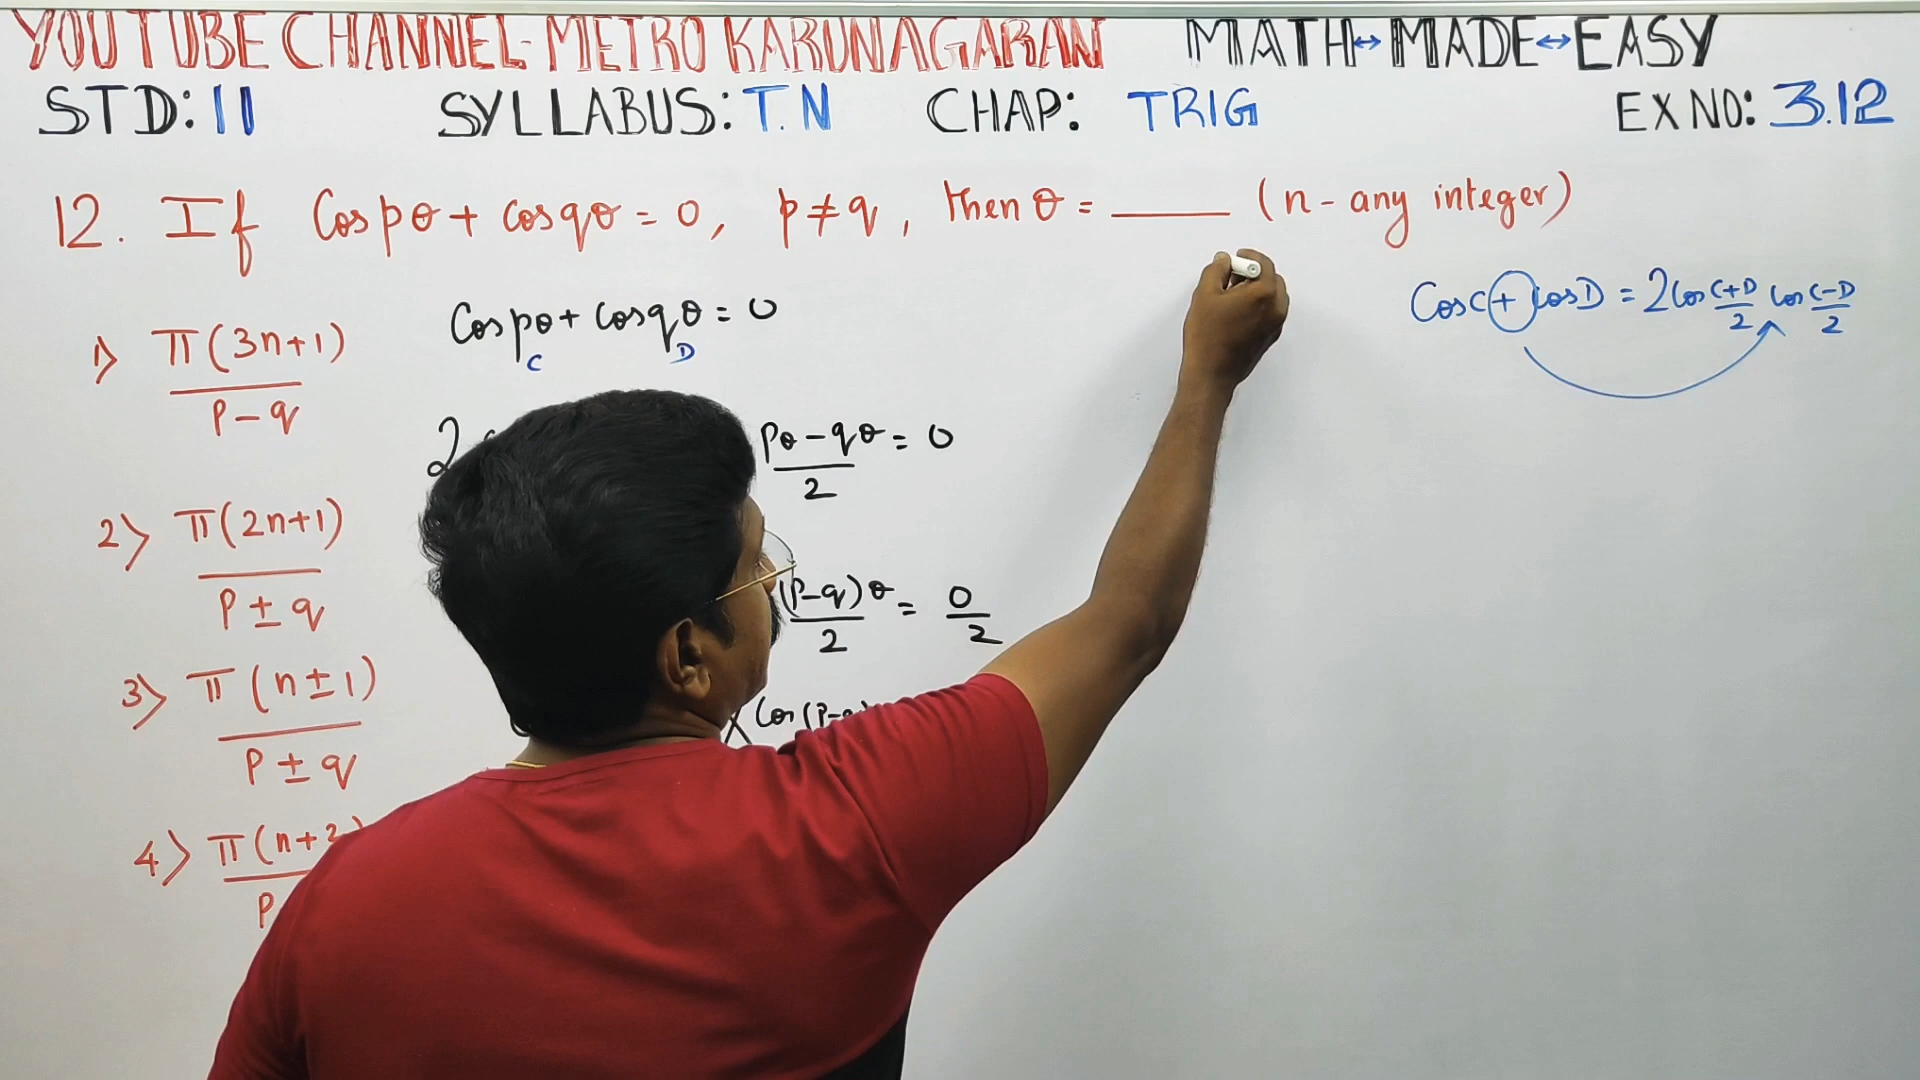 YOUTUBE CHANNEL-METRO KARUNAGARAN MATH↔MADE↔EASY
STD: 11 SYLLABUS: T.N CHAP: TRIG EX NO: 3.12
12. If Cos pθ + cos qθ = 0, p ≠ q, then θ = ______ (n - any integer)
Cos pθ + cos qθ = 0
C D
Cos C + Cos D = 2 Cos C+D/2 Cos C-D/2
1) π(3n+1)/p-q
2 pθ-qθ/2 = 0
2) π(2n+1)/p±q
(p-q)θ/2 = 0/2
3) π(n±1)/p±q
Cos (p-
4) π(n+2)/p